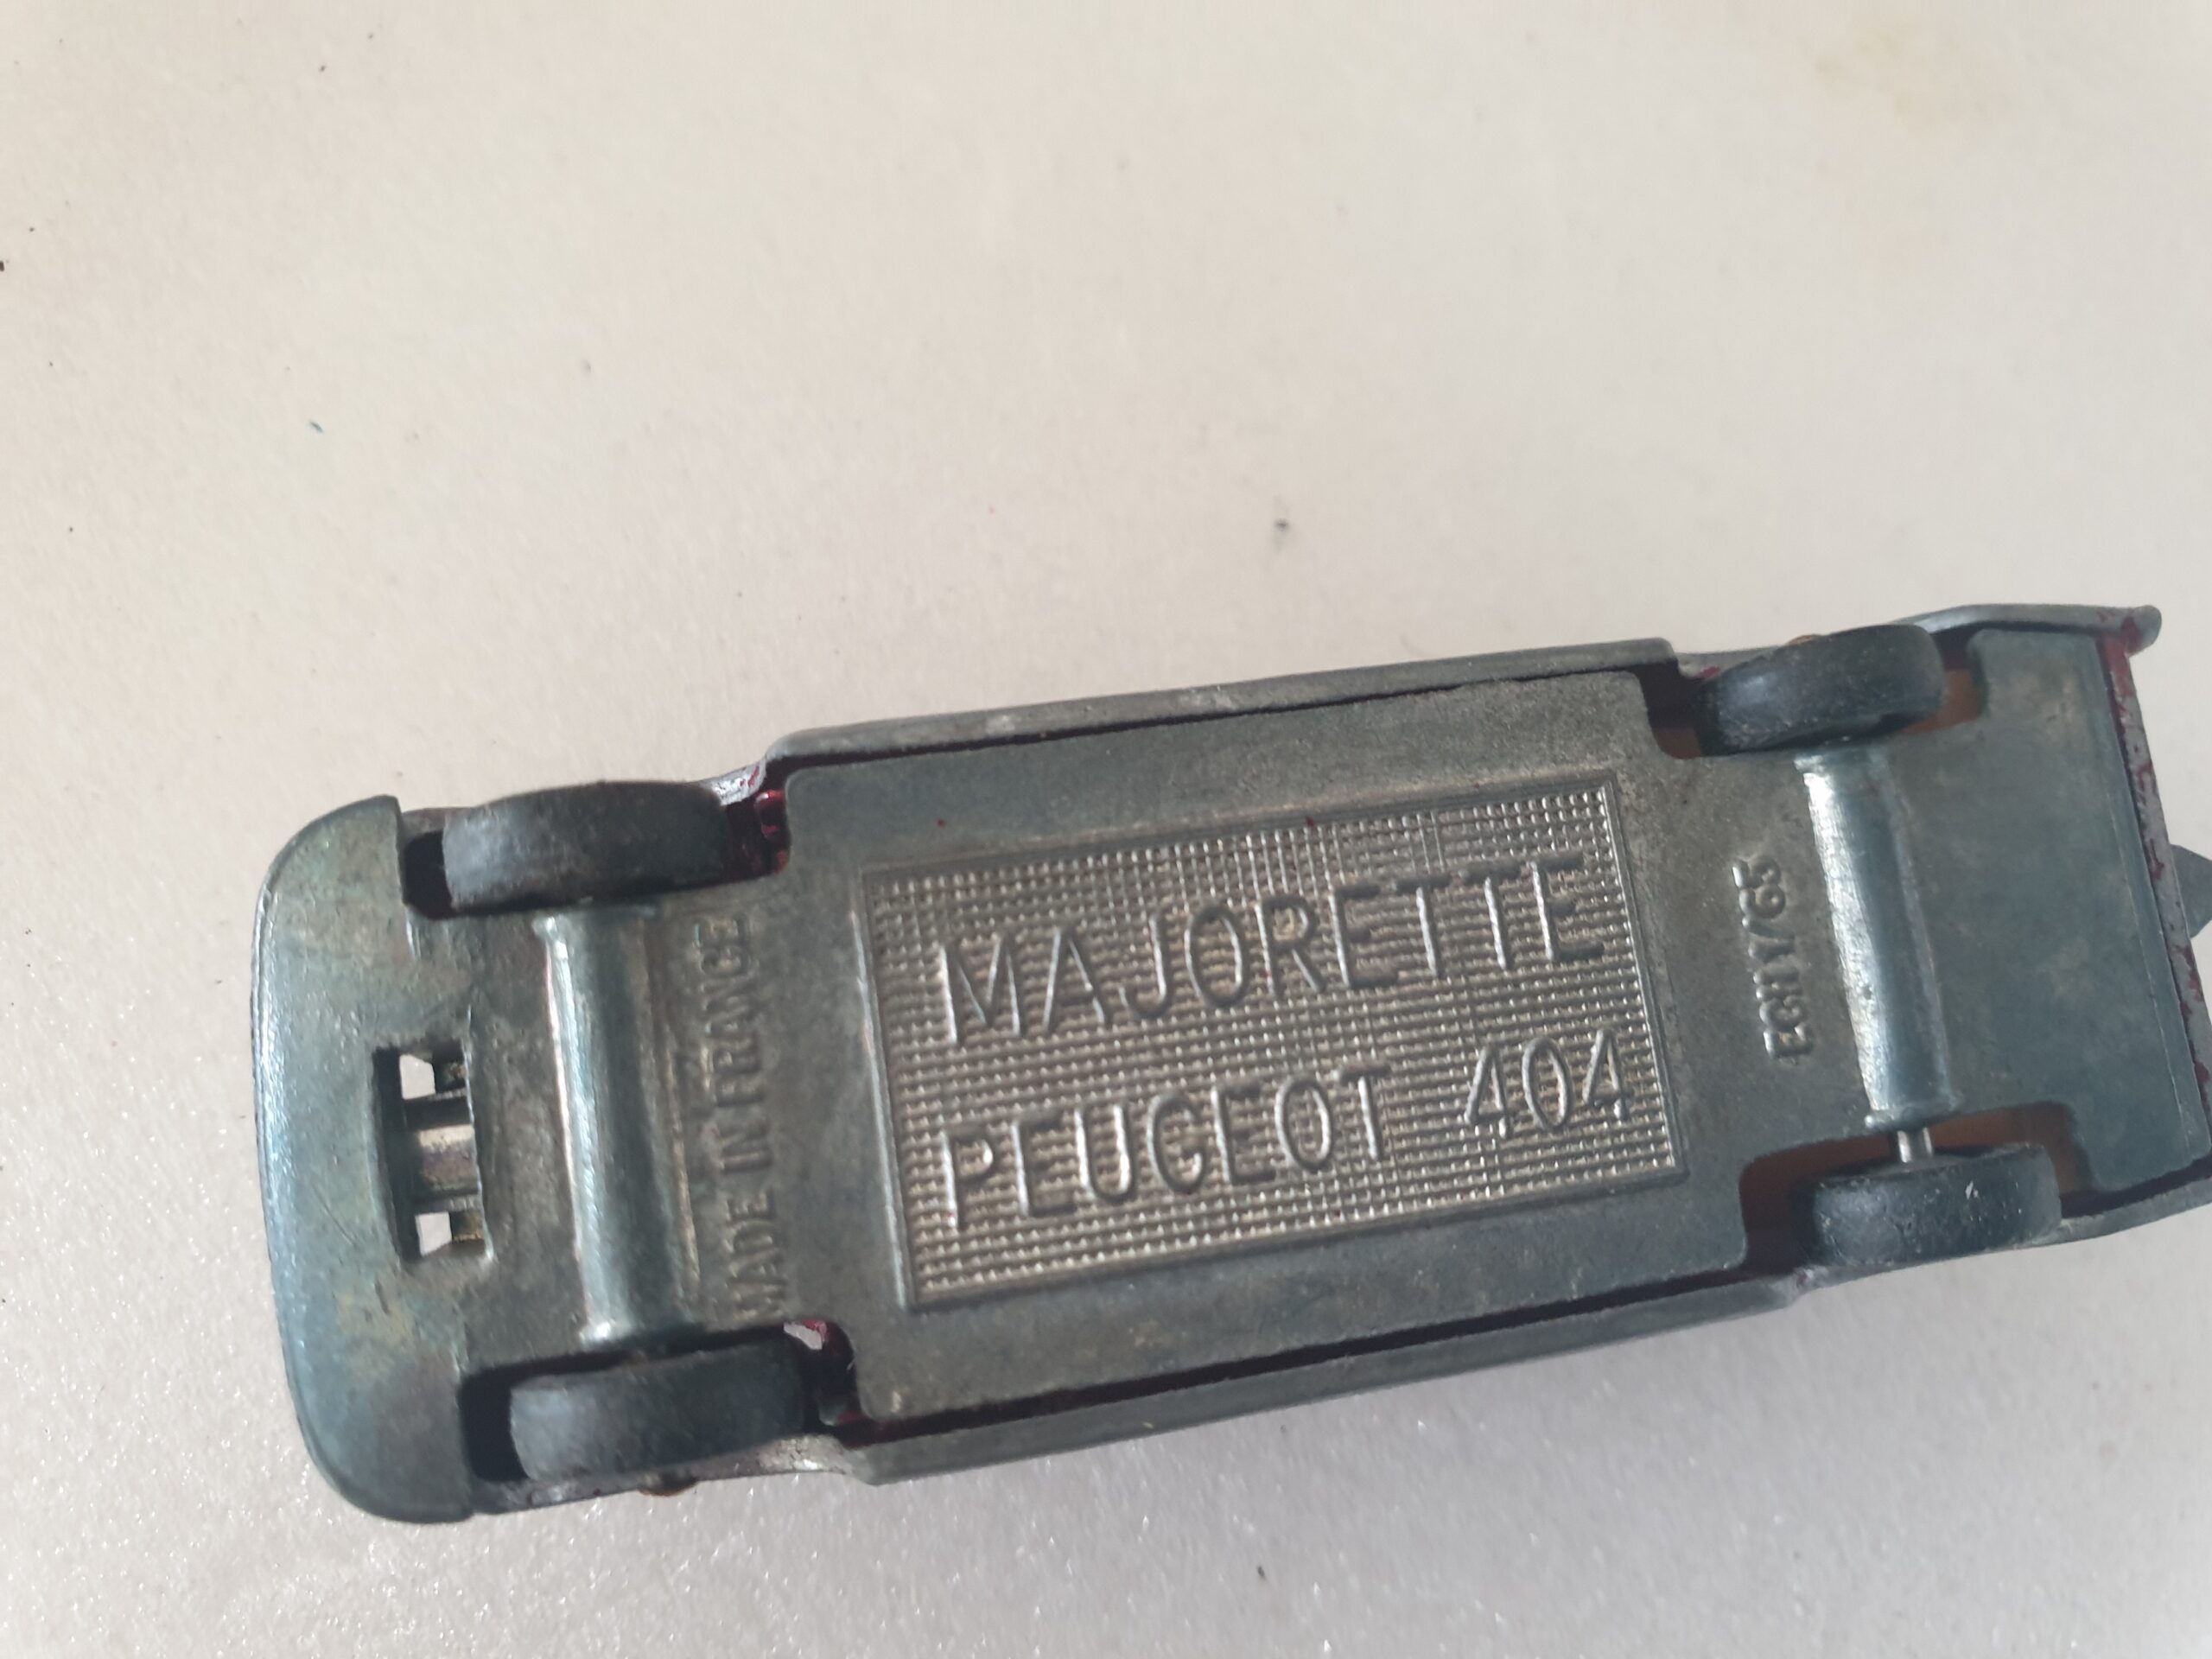 MADE IN FRANCE
MAJORETTE
PEUGEOT 404
ECH 1/65